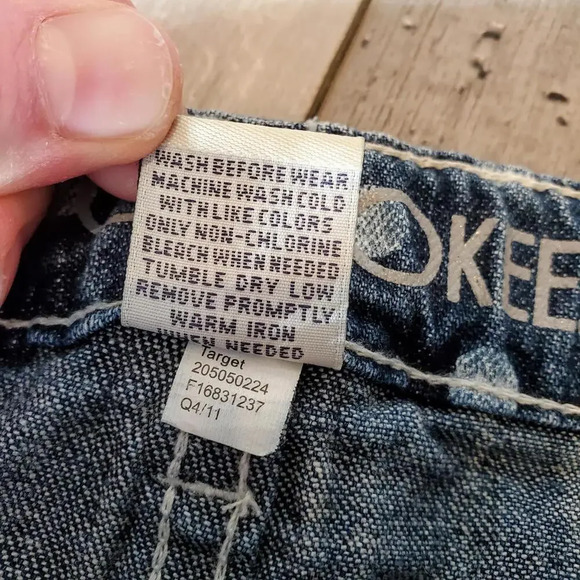 WASH BEFORE WEAR
MACHINE WASH COLD
WITH LIKE COLORS
ONLY NON-CHLORINE
BLEACH WHEN NEEDED
TUMBLE DRY LOW
REMOVE PROMPTLY
WARM IRON
WHEN NEEDED
Target
205050224
F16831237
Q4/11
OKEE